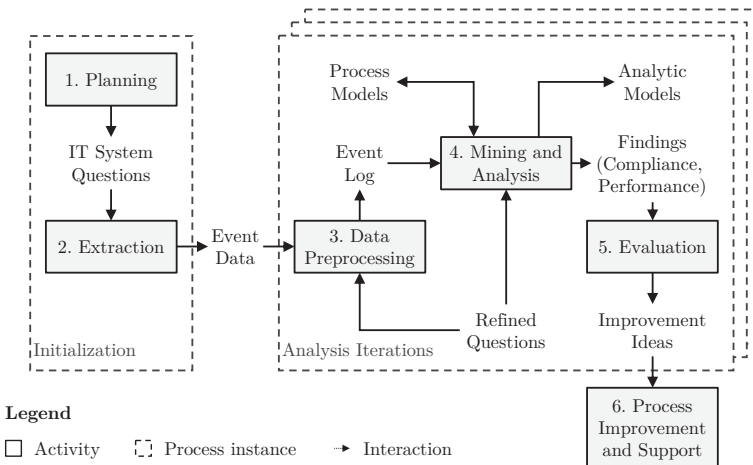 1. Planning
IT System
Questions
2. Extraction
Initialization
Event
Data
Process
Models
Analytic
Models
Event
Log
4. Mining and
Analysis
Findings
(Compliance,
Performance)
3. Data
Preprocessing
5. Evaluation
Refined
Questions
Improvement
Ideas
Analysis Iterations
6. Process
Improvement
and Support
Legend
Activity
Process instance
Interaction